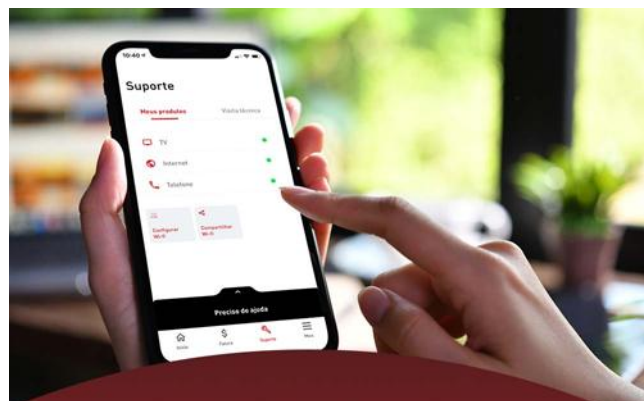 10:40
Suporte
Meus produtos
Visita técnica
TV
Internet
Telefone
Configurar
Wi-fi
Compartilhar
Wi-fi
Precisa de ajuda
Início
Fatura
Suporte
Mais